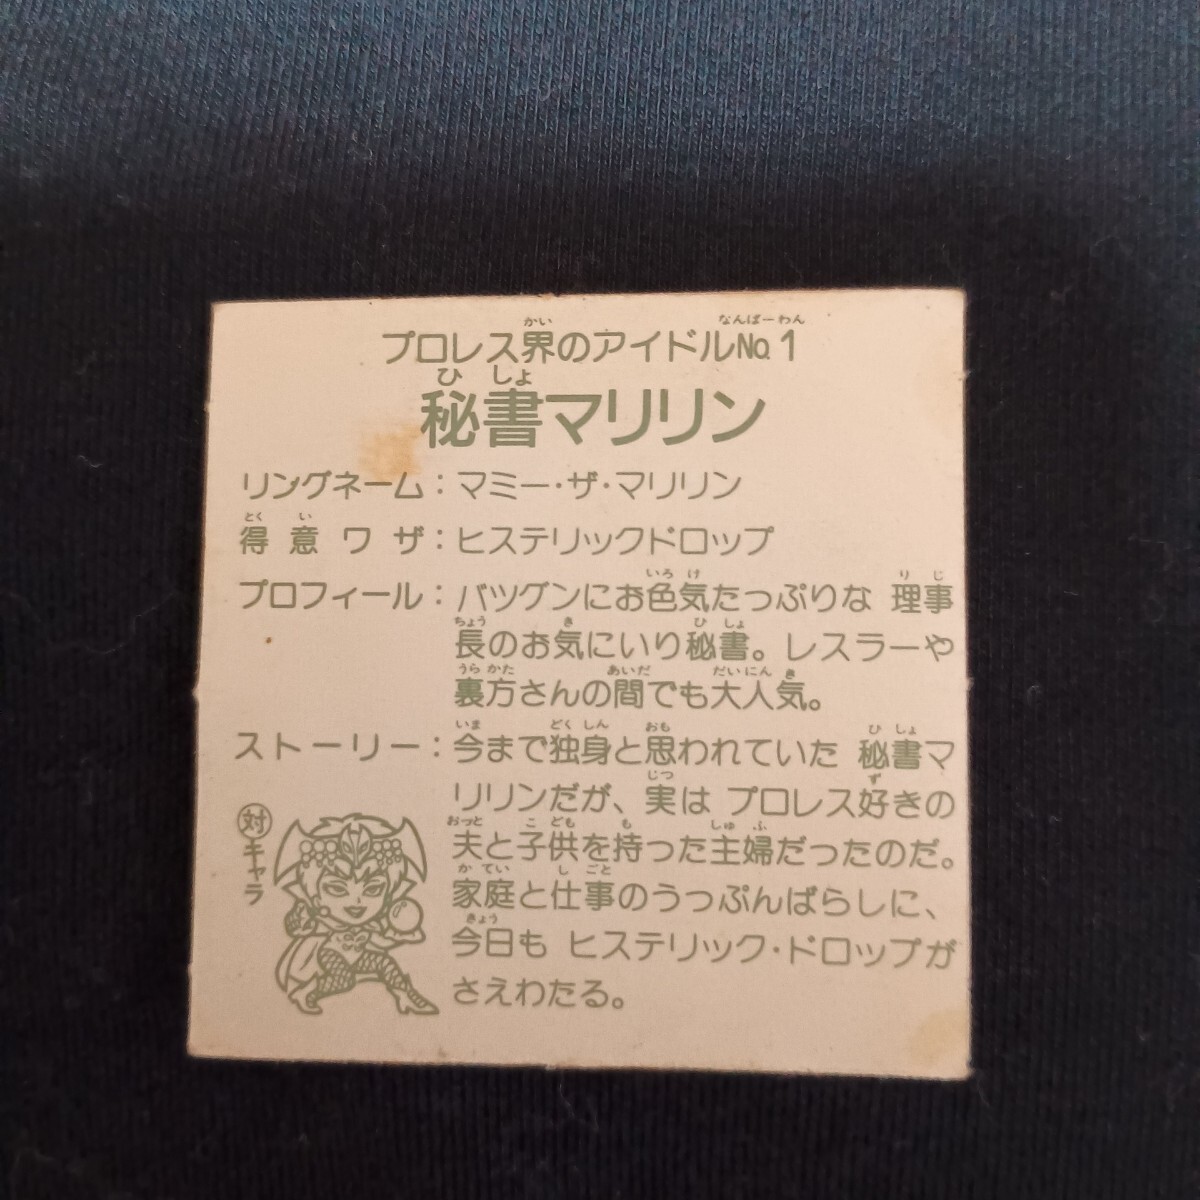 プロレス界のアイドルNo.1
秘書マリリン
リングネーム：マミー・ザ・マリリン
得意ワザ：ヒステリックドロップ
プロフィール：バツグンにお色気たっぷりな 理事
長のお気にいり秘書。レスラーや
裏方さんの間でも大人気。
ストーリー：今まで独身と思われていた 秘書マ
リリンだが、実は プロレス好きの
夫と子供を持った主婦だったのだ。
家庭と仕事のうっぷんばらしに、
今日も ヒステリック・ドロップが
さえわたる。
対キャラ